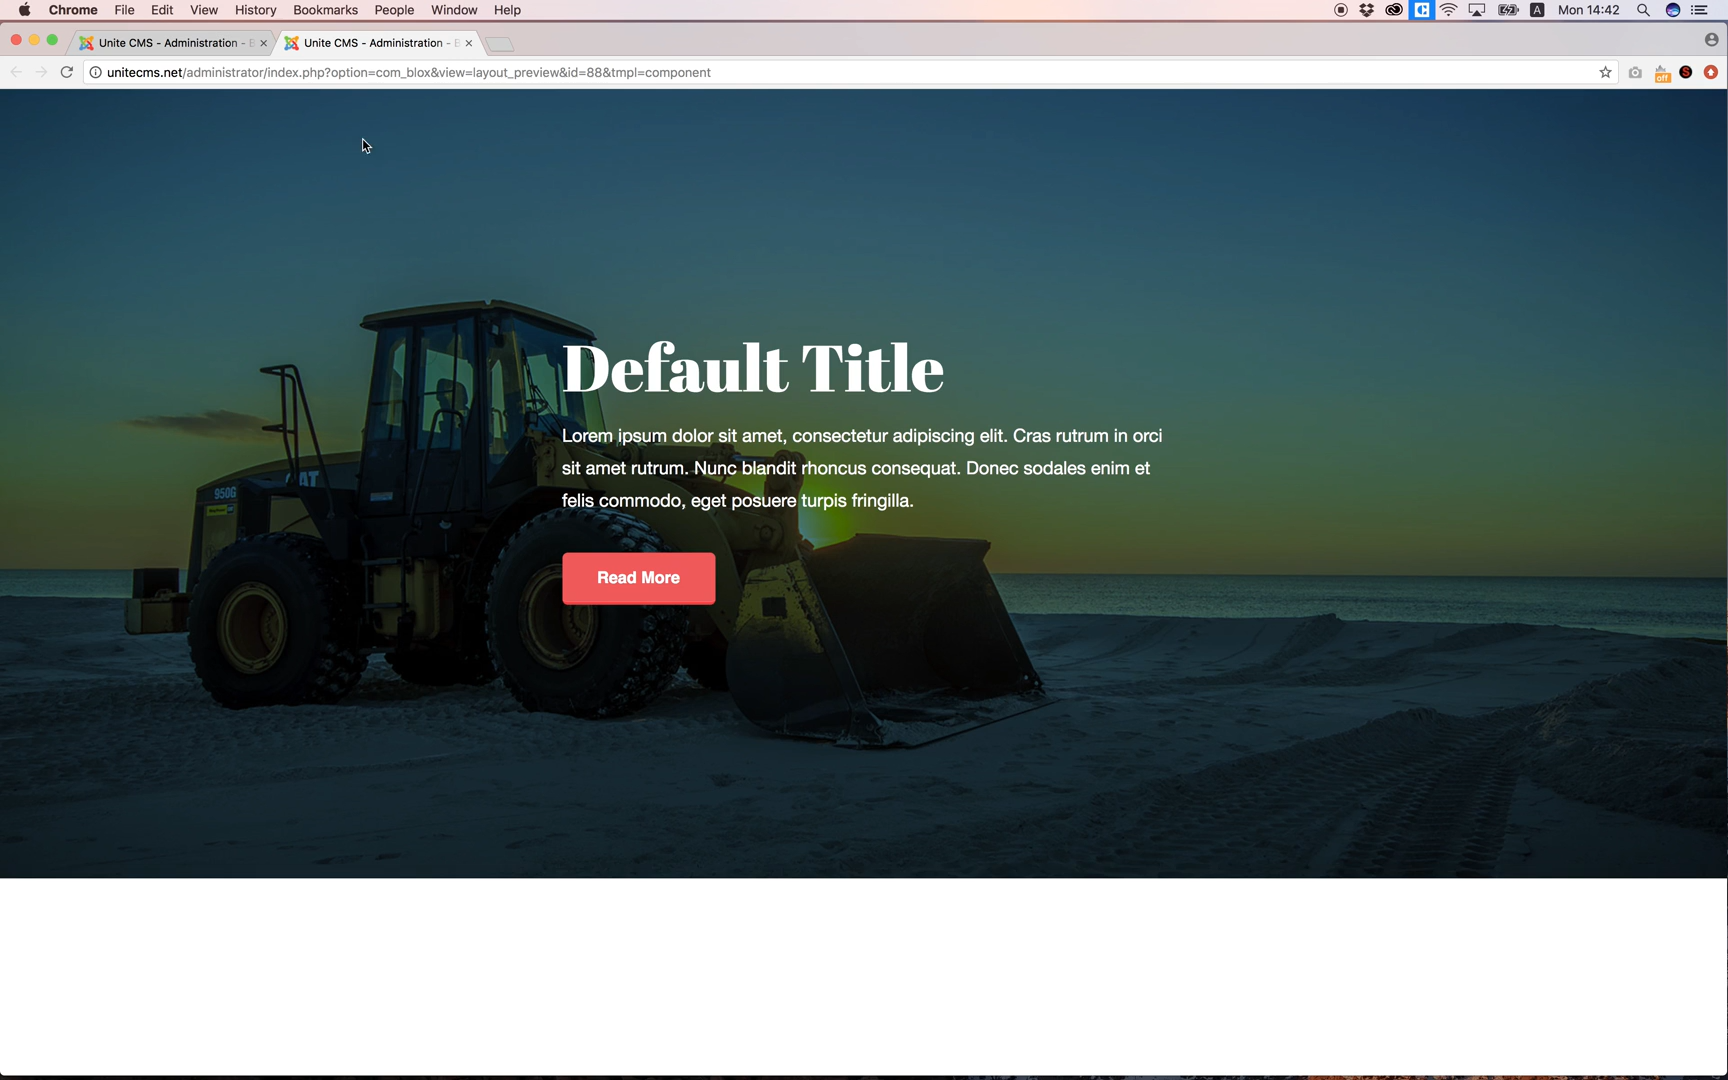 Chrome File Edit View History Bookmarks People Window Help A Mon 14:42
Unite CMS - Administration - Unite CMS - Administration -
unitecms.net/administrator/index.php?option=com_blox&view=layout_preview&id=88&tmpl=component off S
Default Title
Lorem ipsum dolor sit amet, consectetur adipiscing elit. Cras rutrum in orci
sit amet rutrum. Nunc blandit rhoncus consequat. Donec sodales enim et
felis commodo, eget posuere turpis fringilla.
950G AT
Read More